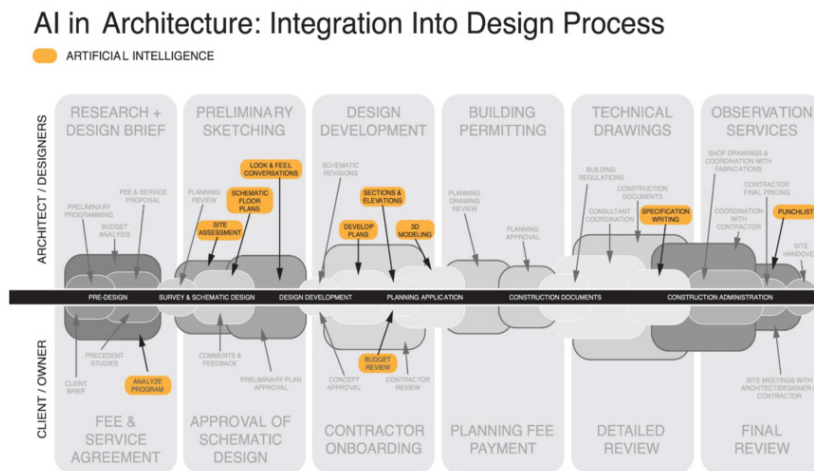 AI in Architecture: Integration Into Design Process
ARTIFICIAL INTELLIGENCE
ARCHITECT / DESIGNERS
CLIENT / OWNER
RESEARCH +
DESIGN BRIEF
PRELIMINARY
SKETCHING
DESIGN
DEVELOPMENT
BUILDING
PERMITTING
TECHNICAL
DRAWINGS
OBSERVATION
SERVICES
PRELIMINARY
PROGRAMMING
FEE & SERVICE
PROPOSAL
BUDGET
ANALYSIS
PLANNING
REVIEW
LOOK & FEEL
CONVERSATIONS
SCHEMATIC
FLOOR
PLANS
SITE
ASSESSMENT
SCHEMATIC
REVISIONS
SECTIONS &
ELEVATIONS
DEVELOP
PLANS
3D
MODELING
PLANNING
DRAWING
REVIEW
PLANNING
APPROVAL
BUILDING
REGULATIONS
CONSTRUCTION
DOCUMENTS
CONSULTANT
COORDINATION
SPECIFICATION
WRITING
SHOP DRAWINGS &
COORDINATION WITH
FABRICATIONS
CONTRACTOR
FINAL PRICING
COORDINATION WITH
CONTRACTOR
PUNCHLIST
SITE
HANDOVER
PRE-DESIGN
SURVEY & SCHEMATIC DESIGN
DESIGN DEVELOPMENT
PLANNING APPLICATION
CONSTRUCTION DOCUMENTS
CONSTRUCTION ADMINISTRATION
CLIENT
BRIEF
PRECEDENT
STUDIES
ANALYZE
PROGRAM
COMMENTS &
FEEDBACK
PRELIMINARY PLAN
APPROVAL
CONCEPT
APPROVAL
BUDGET
REVIEW
CONTRACTOR
REVIEW
SITE MEETINGS WITH
ARCHITECT/DESIGNER &
CONTRACTOR
FEE &
SERVICE
AGREEMENT
APPROVAL OF
SCHEMATIC
DESIGN
CONTRACTOR
ONBOARDING
PLANNING FEE
PAYMENT
DETAILED
REVIEW
FINAL
REVIEW